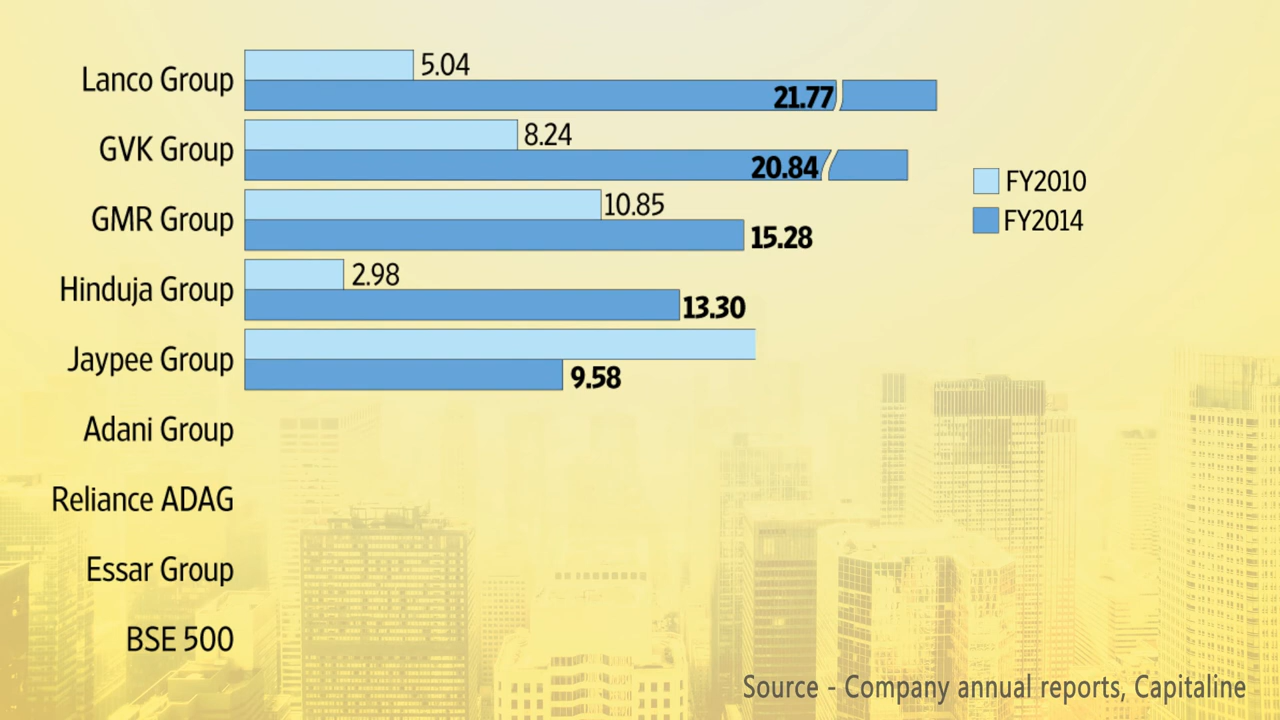 Lanco Group
5.04
21.77
GVK Group
8.24
20.84
GMR Group
10.85
15.28
Hinduja Group
2.98
13.30
Jaypee Group
9.58
Adani Group
Reliance ADAG
Essar Group
BSE 500
FY2010
FY2014
Source - Company annual reports, Capitaline